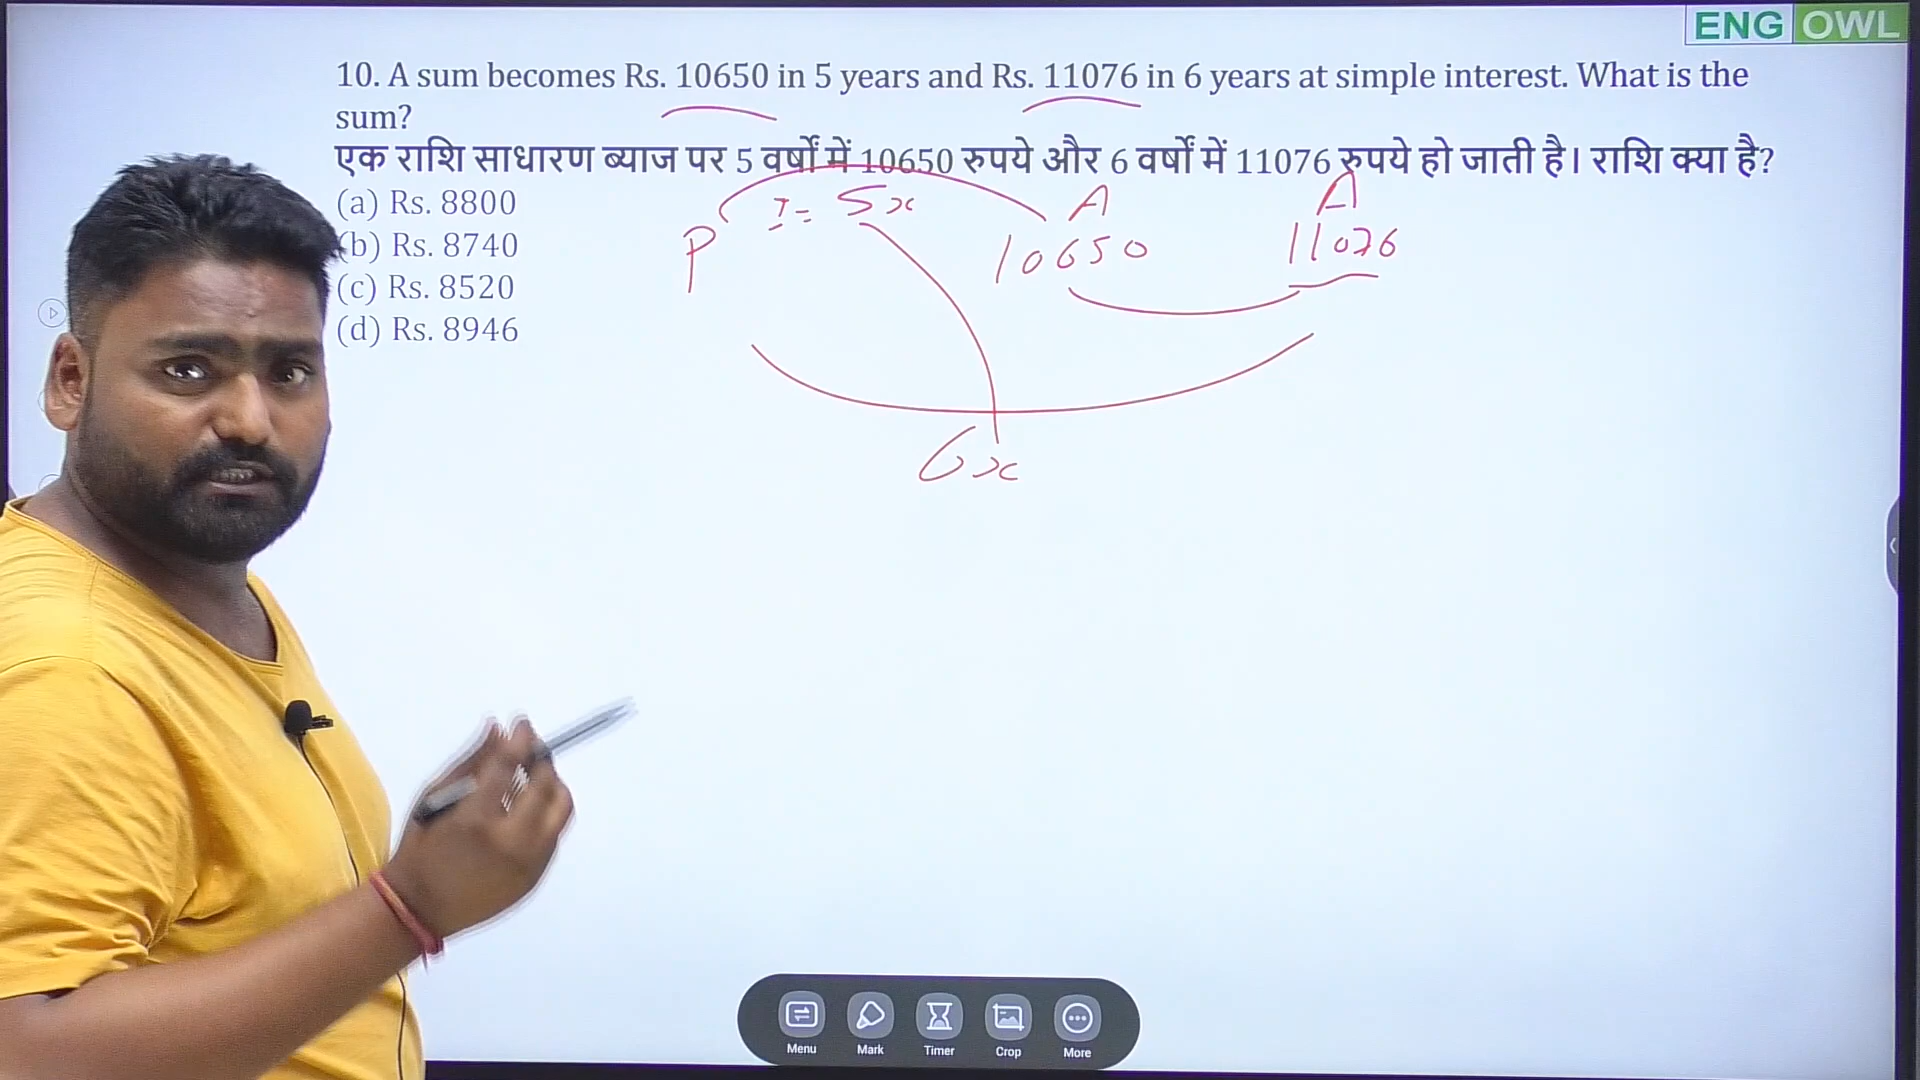 ENG OWL
10. A sum becomes Rs. 10650 in 5 years and Rs. 11076 in 6 years at simple interest. What is the
sum?
एक राशि साधारण ब्याज पर 5 वर्षों में 10650 रुपये और 6 वर्षों में 11076 रुपये हो जाती है। राशि क्या है?
(a) Rs. 8800
(b) Rs. 8740
(c) Rs. 8520
(d) Rs. 8946
I = 5x A A
P 10650 11076
6x
Menu Mark Timer Crop More